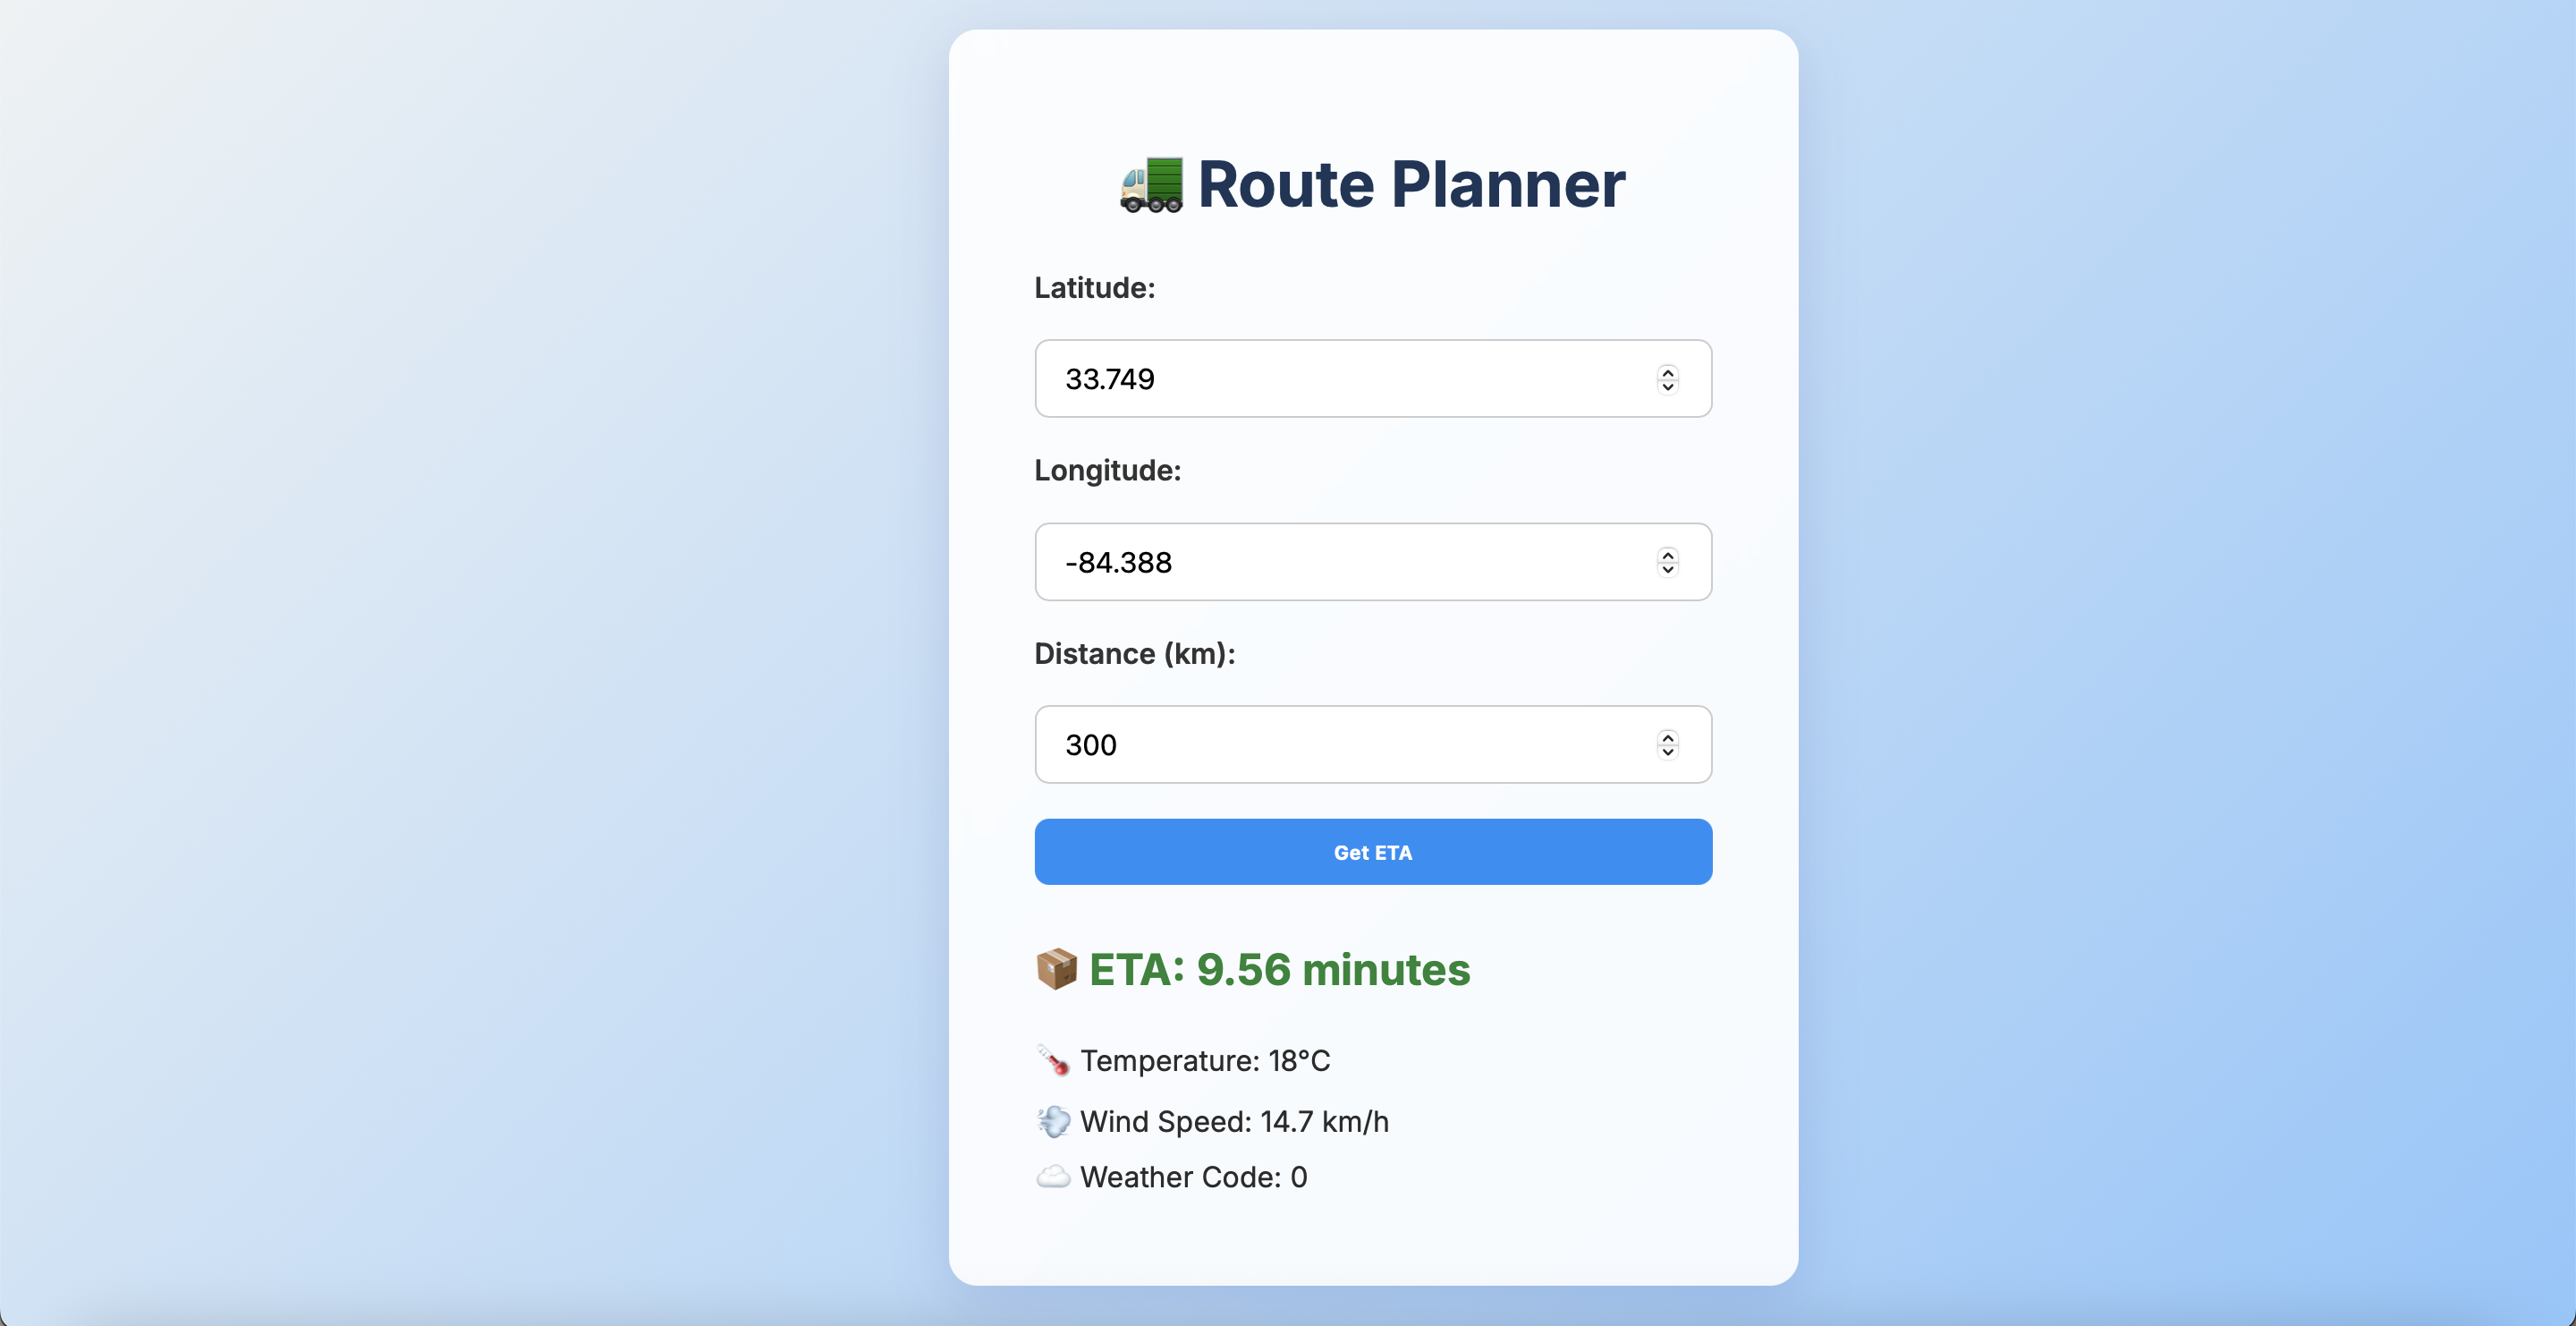 Route Planner
Latitude:
33.749
Longitude:
-84.388
Distance (km):
300
Get ETA
ETA: 9.56 minutes
Temperature: 18°C
Wind Speed: 14.7 km/h
Weather Code: 0